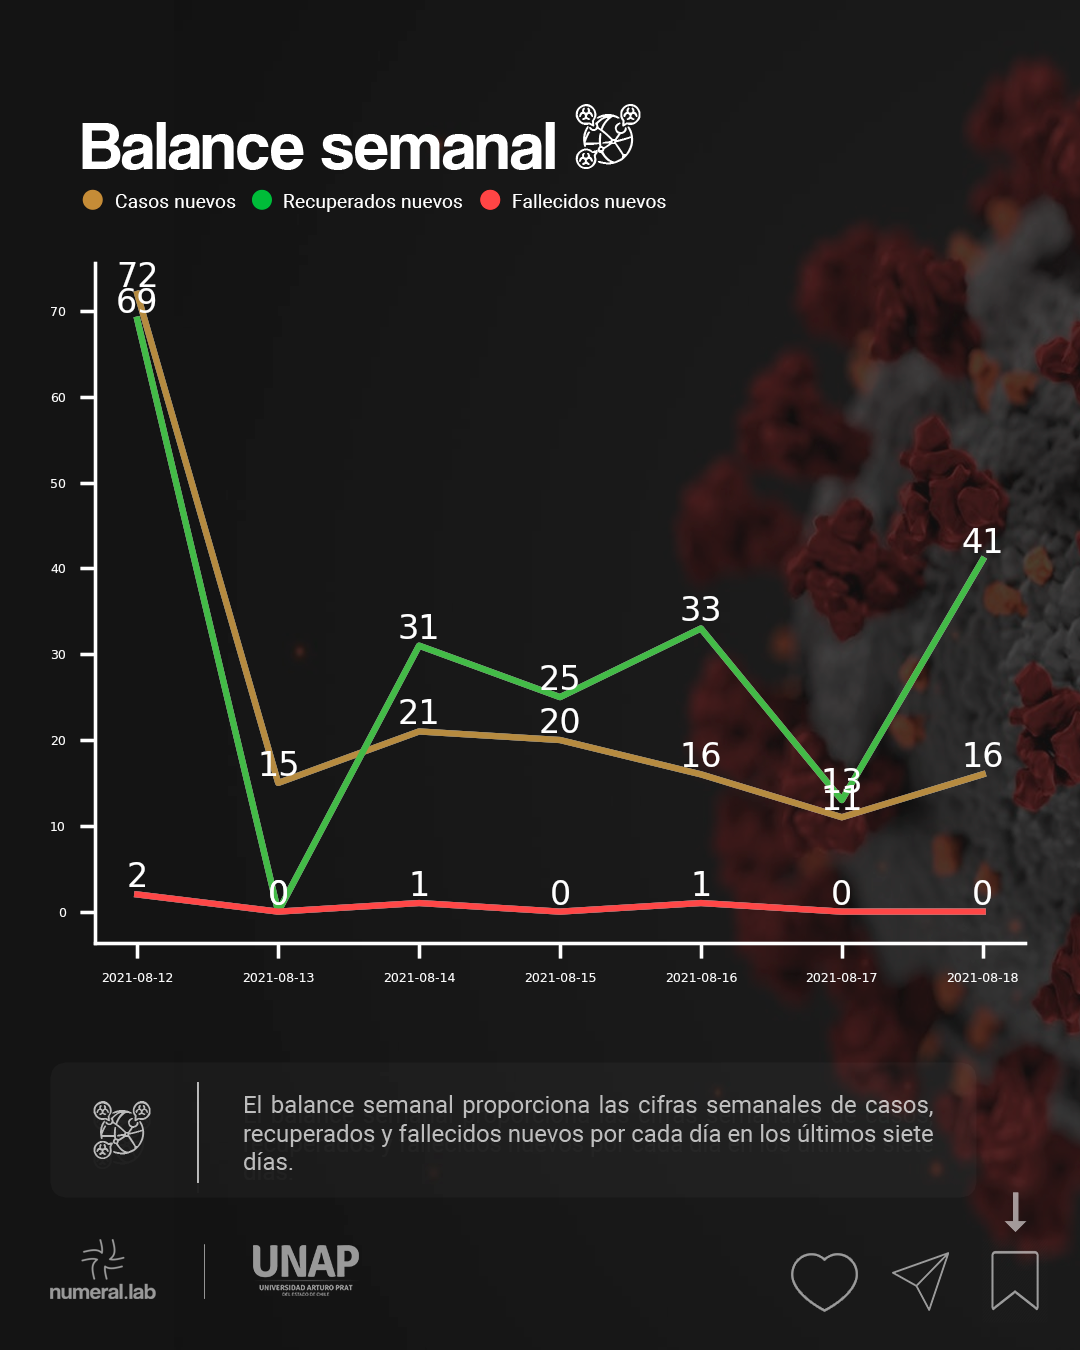 Balance semanal
Casos nuevos Recuperados nuevos Fallecidos nuevos
72
69
70
60
50
41
40
33
31
30
25
21
20
20
16
16
15
13
11
10
2
0
1
0
1
0
0
0
2021-08-12 2021-08-13 2021-08-14 2021-08-15 2021-08-16 2021-08-17 2021-08-18
El balance semanal proporciona las cifras semanales de casos,
recuperados y fallecidos nuevos por cada día en los últimos siete
días.
numeral.lab
UNAP
UNIVERSIDAD ARTURO PRAT
DEL ESTADO DE CHILE